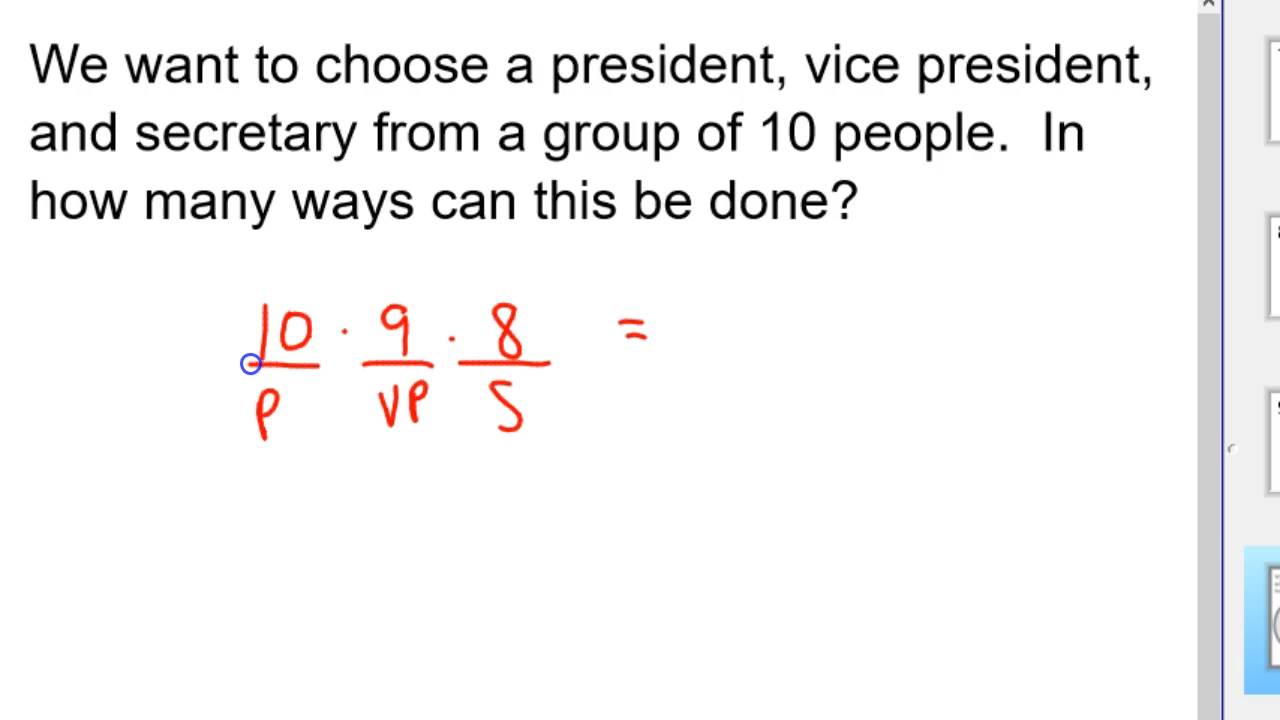 We want to choose a president, vice president,
and secretary from a group of 10 people. In
how many ways can this be done?
10 · 9 · 8 =
P VP S